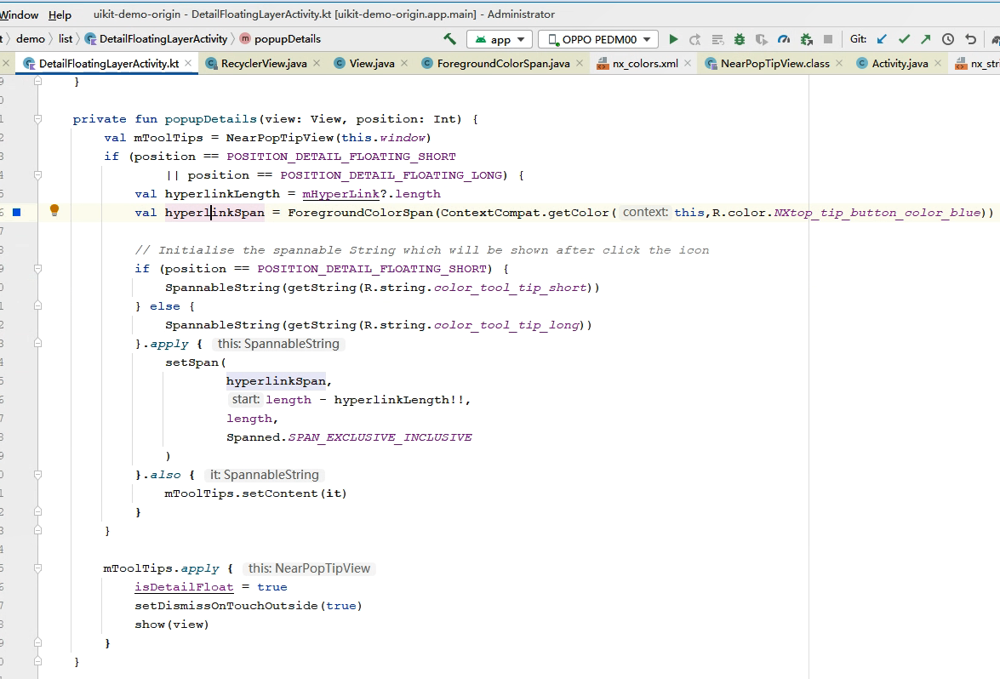 Window Help uikit-demo-origin - DetailFloatingLayerActivity.kt [uikit-demo-origin.app.main] - Administrator
demo list DetailFloatingLayerActivity popupDetails app OPPO PEDM00 Git:
DetailFloatingLayerActivity.kt RecyclerView.java View.java ForegroundColorSpan.java nx_colors.xml NearPopTipView.class Activity.java nx_str
}
private fun popupDetails(view: View, position: Int) {
val mToolTips = NearPopTipView(this.window)
if (position == POSITION_DETAIL_FLOATING_SHORT
|| position == POSITION_DETAIL_FLOATING_LONG) {
val hyperlinkLength = mHyperLink?.length
val hyperlinkSpan = ForegroundColorSpan(ContextCompat.getColor( context: this,R.color.NXtop_tip_button_color_blue))
// Initialise the spannable String which will be shown after click the icon
if (position == POSITION_DETAIL_FLOATING_SHORT) {
SpannableString(getString(R.string.color_tool_tip_short))
} else {
SpannableString(getString(R.string.color_tool_tip_long))
}.apply { this: SpannableString
setSpan(
hyperlinkSpan,
start: length - hyperlinkLength!!,
length,
Spanned.SPAN_EXCLUSIVE_INCLUSIVE
)
}.also { it: SpannableString
mToolTips.setContent(it)
}
}
mToolTips.apply { this: NearPopTipView
isDetailFloat = true
setDismissOnTouchOutside(true)
show(view)
}
}